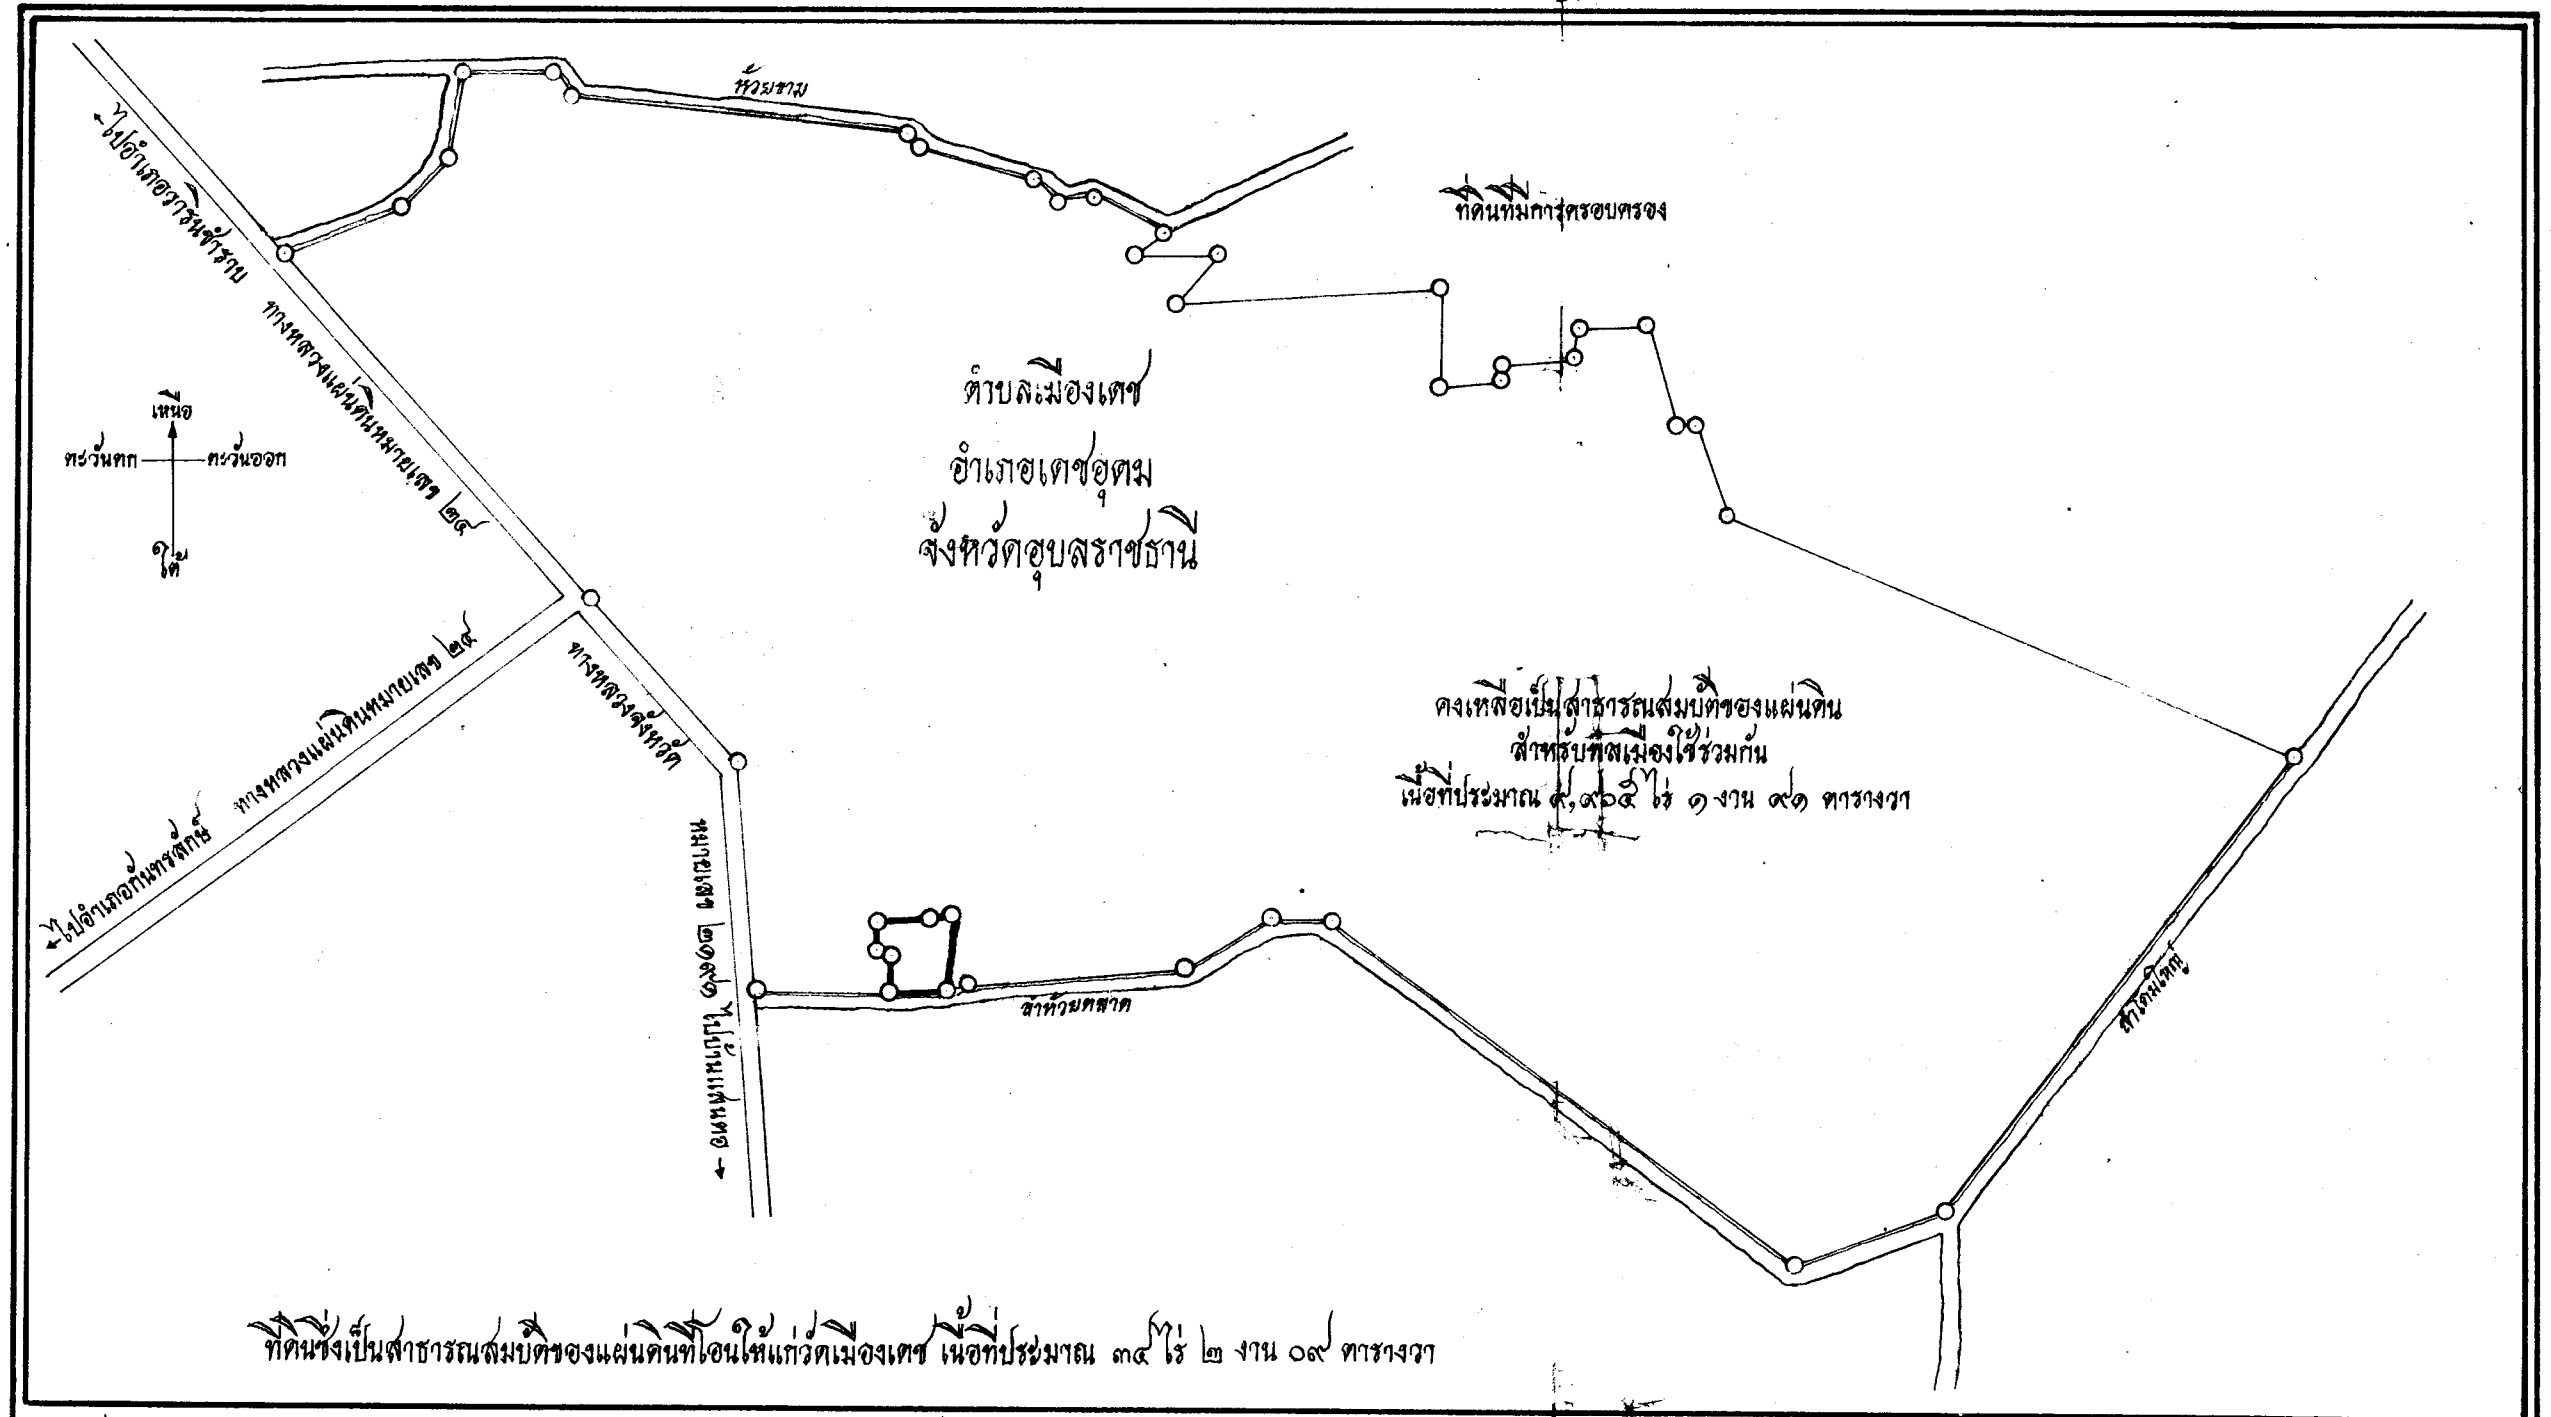 ห้วยขาม
ที่ดินที่มีการครอบครอง
←ไปอำเภอวารินชำราบ
ทางหลวงแผ่นดินหมายเลข ๒๔
ตำบลเมืองเดช
อำเภอเดชอุดม
จังหวัดอุบลราชธานี
เหนือ
ตะวันตก ตะวันออก
ใต้
ทางหลวงแผ่นดินหมายเลข ๒๔
←ไปอำเภอกันทรลักษ์
ทางหลวงจังหวัด
หมายเลข ๒๑๙๑ ไปบ้าน →
คงเหลือเป็นสาธารณสมบัติของแผ่นดิน
สำหรับพลเมืองใช้ร่วมกัน
เนื้อที่ประมาณ ไร่ ๑ งาน ๙๑ ตารางวา
ลำห้วยตลาด
ลำโดมใหญ่
ที่ดินซึ่งเป็นสาธารณสมบัติของแผ่นดินที่โอนให้แก่วัดเมืองเดช เนื้อที่ประมาณ ๓๔ ไร่ ๒ งาน ๐๙ ตารางวา